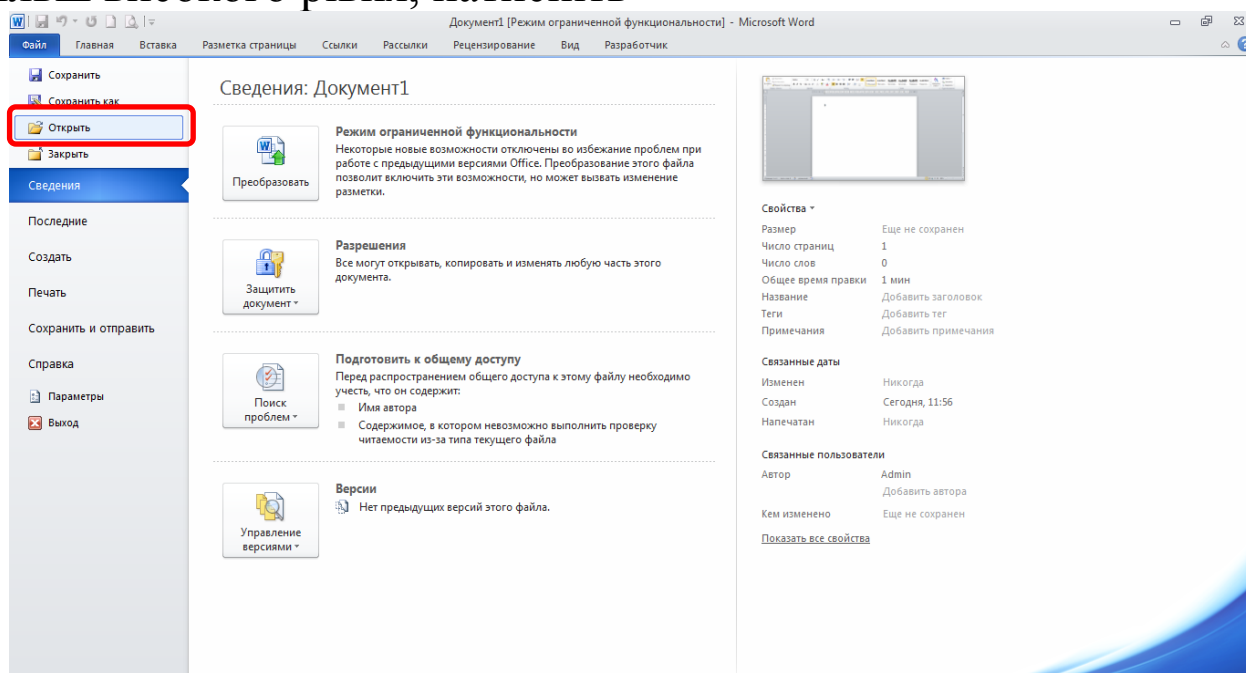 високого рівня, натисніть
Документ1 [Режим ограниченной функциональности] - Microsoft Word
Файл Главная Вставка Разметка страницы Ссылки Рассылки Рецензирование Вид Разработчик
Сохранить
Сохранить как
Открыть
Закрыть
Сведения
Последние
Создать
Печать
Сохранить и отправить
Справка
Параметры
Выход
Сведения: Документ1
Преобразовать
Режим ограниченной функциональности
Некоторые новые возможности отключены во избежание проблем при
работе с предыдущими версиями Office. Преобразование этого файла
позволит включить эти возможности, но может вызвать изменение
разметки.
Защитить
документ
Разрешения
Все могут открывать, копировать и изменять любую часть этого
документа.
Поиск
проблем
Подготовить к общему доступу
Перед распространением общего доступа к этому файлу необходимо
учесть, что он содержит:
Имя автора
Содержимое, в котором невозможно выполнить проверку
читаемости из-за типа текущего файла
Управление
версиями
Версии
Нет предыдущих версий этого файла.
Свойства
Размер Еще не сохранен
Число страниц 1
Число слов 0
Общее время правки 1 мин
Название Добавить заголовок
Теги Добавить тег
Примечания Добавить примечания
Связанные даты
Изменен Никогда
Создан Сегодня, 11:56
Напечатан Никогда
Связанные пользователи
Автор Admin
Добавить автора
Кем изменено Еще не сохранен
Показать все свойства